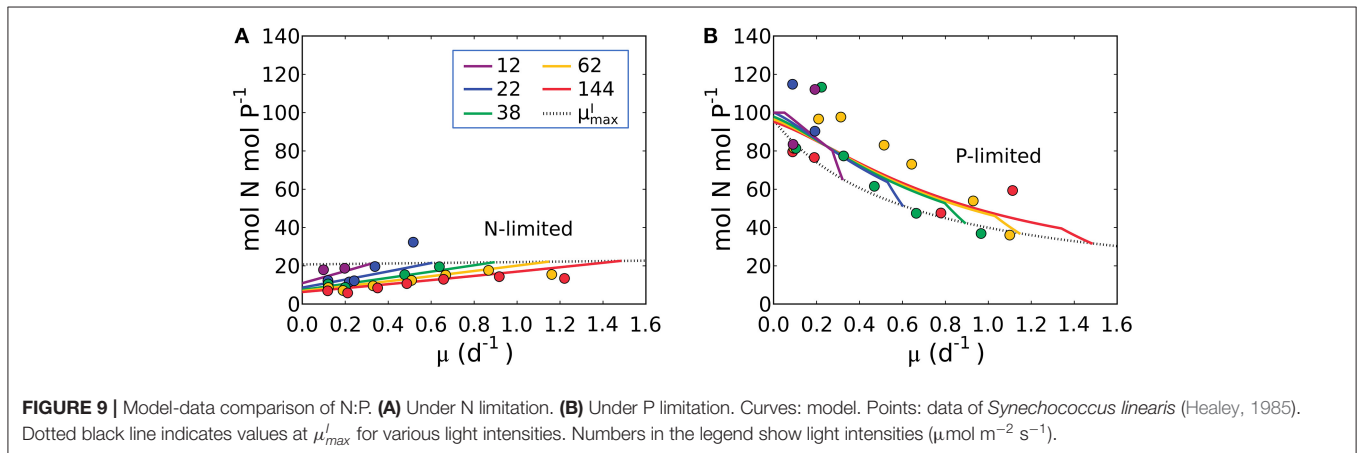 A
B
mol N mol P⁻¹
140
120
100
80
60
40
20
0
0.0 0.2 0.4 0.6 0.8 1.0 1.2 1.4 1.6
μ (d⁻¹)
12 62
22 144
38 μᴵmax
N-limited
mol N mol P⁻¹
140
120
100
80
60
40
20
0
0.0 0.2 0.4 0.6 0.8 1.0 1.2 1.4 1.6
μ (d⁻¹)
P-limited
FIGURE 9 | Model-data comparison of N:P. (A) Under N limitation. (B) Under P limitation. Curves: model. Points: data of Synechococcus linearis (Healey, 1985).
Dotted black line indicates values at μᴵmax for various light intensities. Numbers in the legend show light intensities (μmol m⁻² s⁻¹).